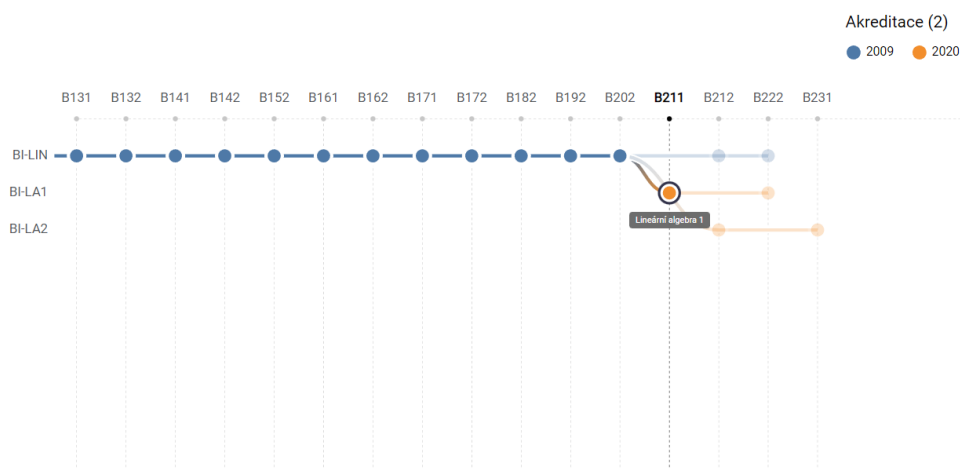 Akreditace (2)
2009 2020
B131 B132 B141 B142 B152 B161 B162 B171 B172 B182 B192 B202 B211 B212 B222 B231
BI-LIN
BI-LA1
Lineární algebra 1
BI-LA2